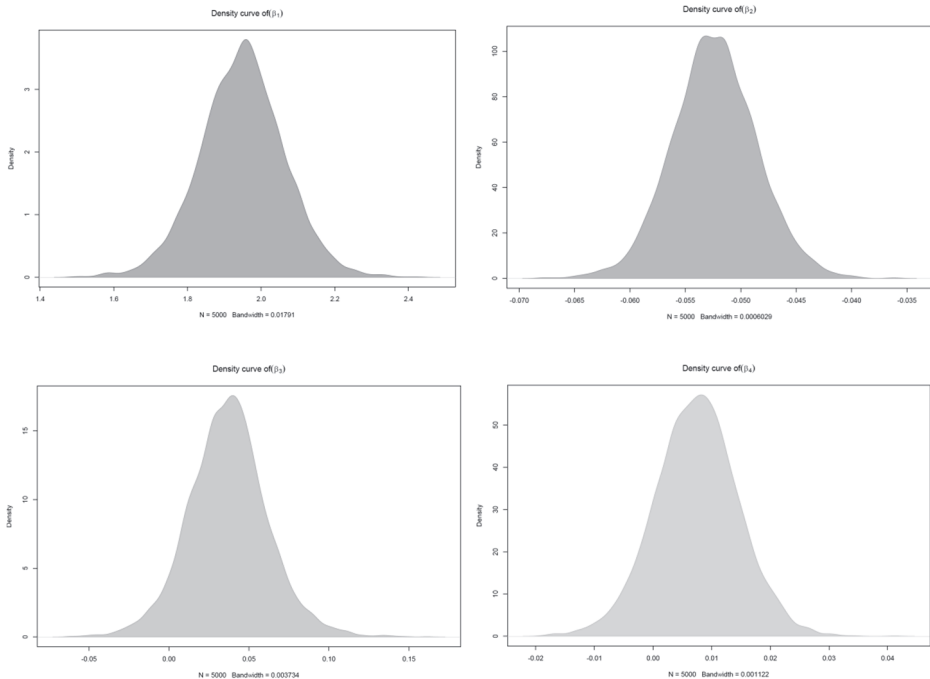 Density curve of(β1)
Density
3
2
1
0
1.4 1.6 1.8 2.0 2.2 2.4
N = 5000 Bandwidth = 0.01791
Density curve of(β2)
Density
100
80
60
40
20
0
-0.070 -0.065 -0.060 -0.055 -0.050 -0.045 -0.040 -0.035
N = 5000 Bandwidth = 0.0006029
Density curve of(β3)
Density
15
10
5
0
-0.05 0.00 0.05 0.10 0.15
N = 5000 Bandwidth = 0.003734
Density curve of(β4)
Density
50
40
30
20
10
0
-0.02 -0.01 0.00 0.01 0.02 0.03 0.04
N = 5000 Bandwidth = 0.001122